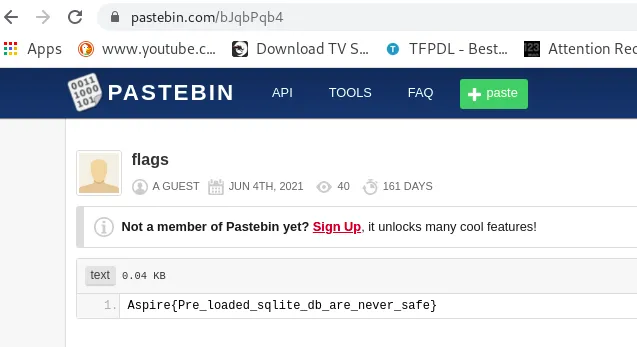 pastebin.com/bJqbPqb4
Apps www.youtube.c... Download TV S... TFPDL - Best... Attention Rec
0011 1000 101 PASTEBIN API TOOLS FAQ paste
flags
A GUEST JUN 4TH, 2021 40 161 DAYS
Not a member of Pastebin yet? Sign Up, it unlocks many cool features!
text 0.04 KB
1. Aspire{Pre_loaded_sqlite_db_are_never_safe}